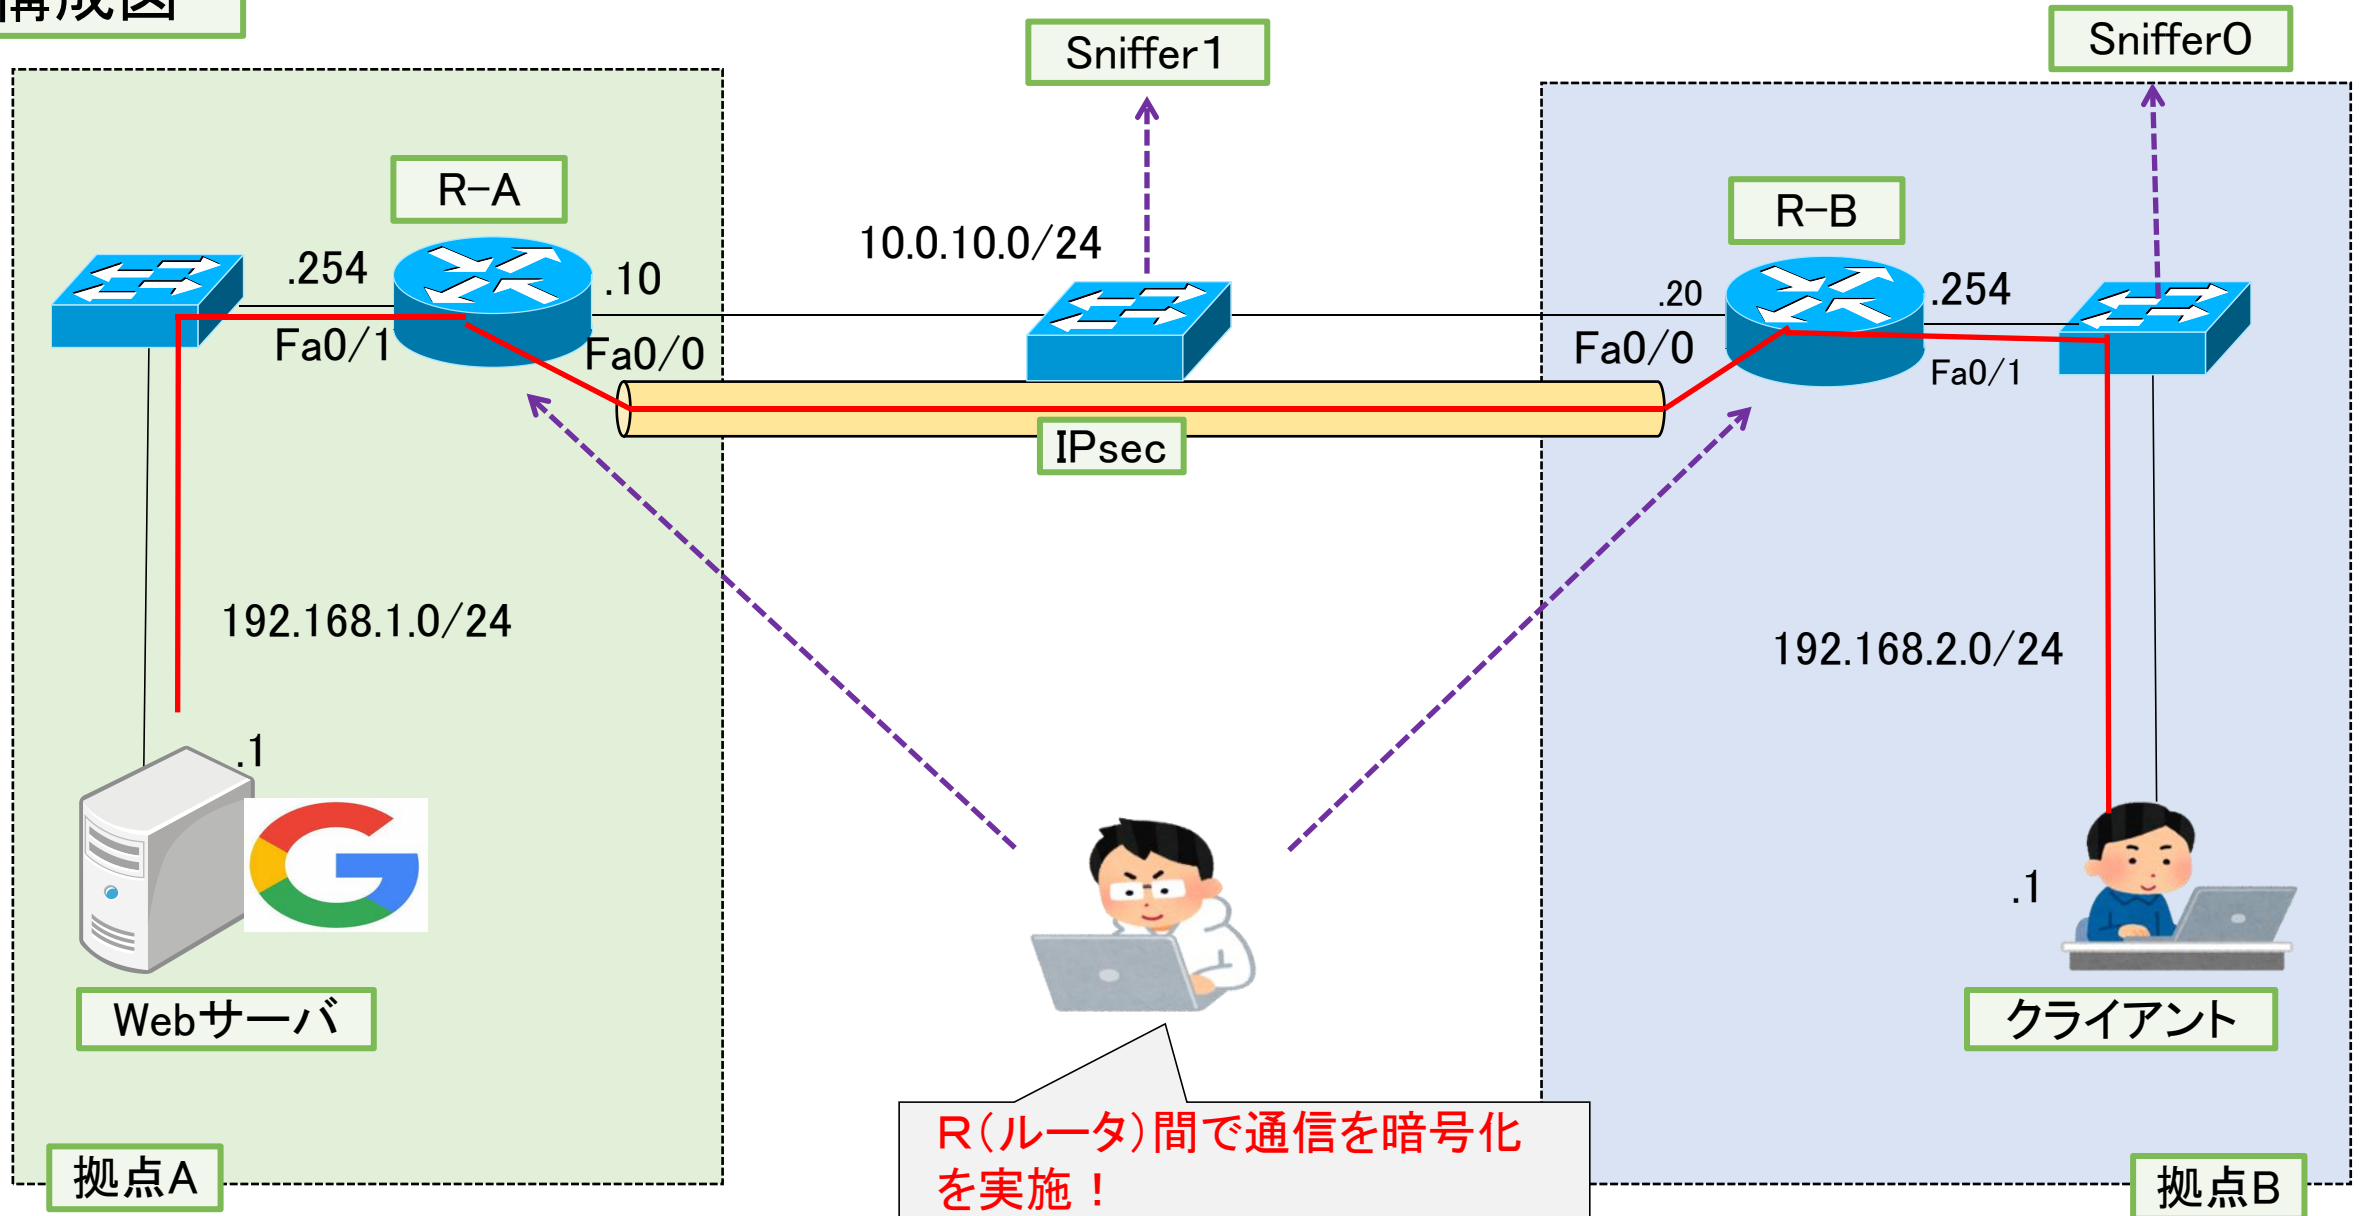 構成図
Sniffer1
Sniffer0
R-A
R-B
10.0.10.0/24
.254
.10
.20
.254
Fa0/1
Fa0/0
Fa0/0
Fa0/1
IPsec
192.168.1.0/24
192.168.2.0/24
.1
.1
Webサーバ
クライアント
R(ルータ)間で通信を暗号化
を実施！
拠点A
拠点B